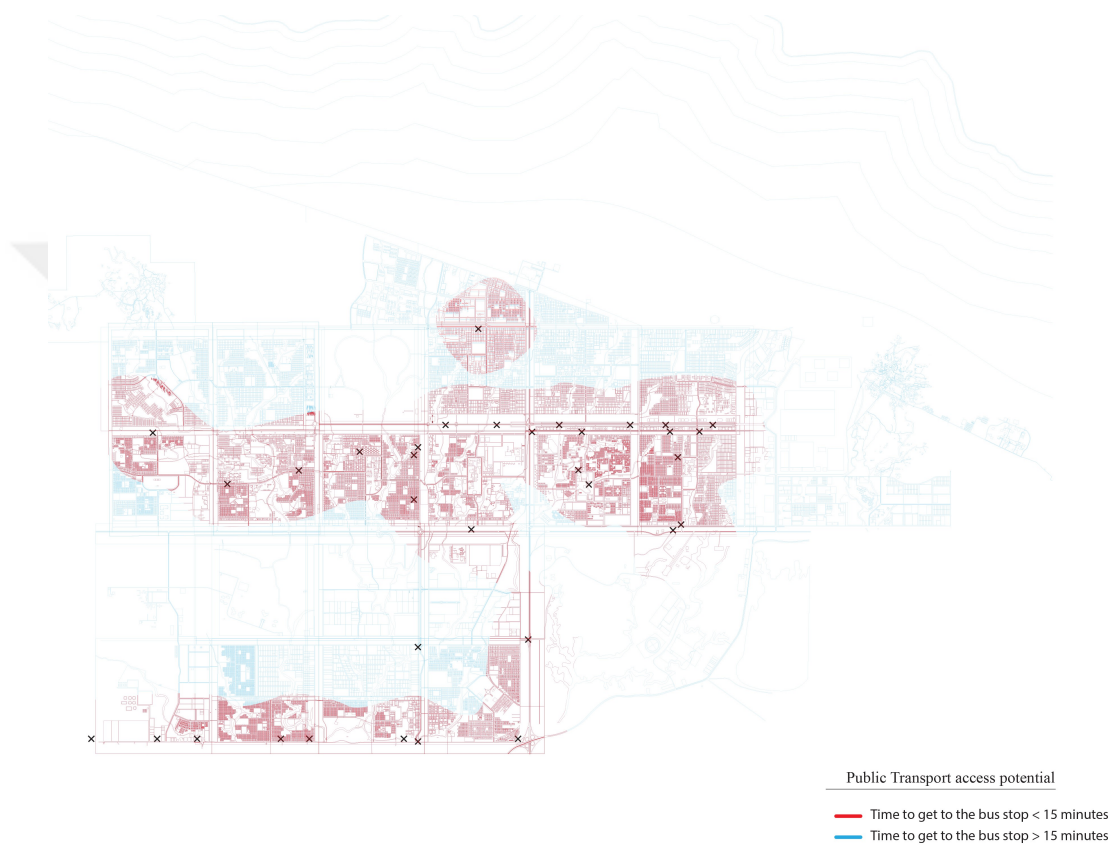 Public Transport access potential
Time to get to the bus stop < 15 minutes
Time to get to the bus stop > 15 minutes